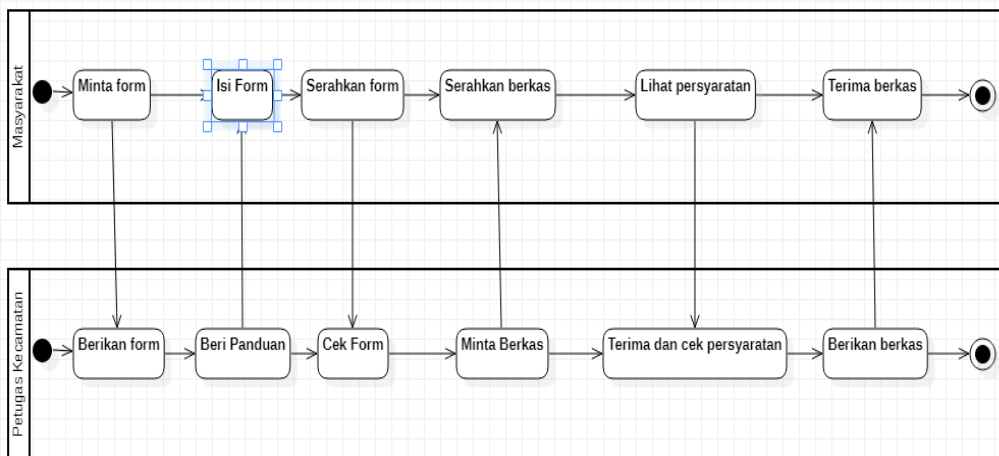 Masyarakat
Minta form
Isi Form
Serahkan form
Serahkan berkas
Lihat persyaratan
Terima berkas
Petugas Kecamatan
Berikan form
Beri Panduan
Cek Form
Minta Berkas
Terima dan cek persyaratan
Berikan berkas